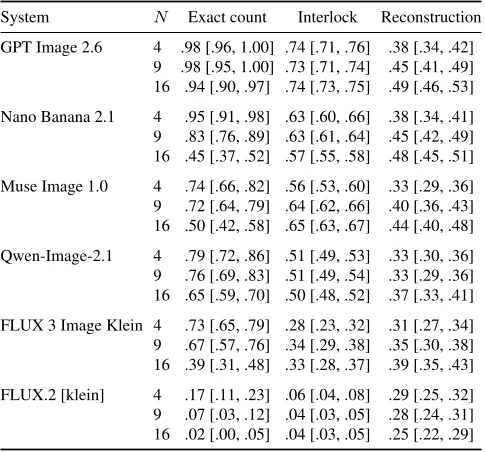 System N Exact count Interlock Reconstruction
GPT Image 2.6 4 .98 [.96, 1.00] .74 [.71, .76] .38 [.34, .42]
9 .98 [.95, 1.00] .73 [.71, .74] .45 [.41, .49]
16 .94 [.90, .97] .74 [.73, .75] .49 [.46, .53]
Nano Banana 2.1 4 .95 [.91, .98] .63 [.60, .66] .38 [.34, .41]
9 .83 [.76, .89] .63 [.61, .64] .45 [.42, .49]
16 .45 [.37, .52] .57 [.55, .58] .48 [.45, .51]
Muse Image 1.0 4 .74 [.66, .82] .56 [.53, .60] .33 [.29, .36]
9 .72 [.64, .79] .64 [.62, .66] .40 [.36, .43]
16 .50 [.42, .58] .65 [.63, .67] .44 [.40, .48]
Qwen-Image-2.1 4 .79 [.72, .86] .51 [.49, .53] .33 [.30, .36]
9 .76 [.69, .83] .51 [.49, .54] .33 [.29, .36]
16 .65 [.59, .70] .50 [.48, .52] .37 [.33, .41]
FLUX 3 Image Klein 4 .73 [.65, .79] .28 [.23, .32] .31 [.27, .34]
9 .67 [.57, .76] .34 [.29, .38] .35 [.30, .38]
16 .39 [.31, .48] .33 [.28, .37] .39 [.35, .43]
FLUX.2 [klein] 4 .17 [.11, .23] .06 [.04, .08] .29 [.25, .32]
9 .07 [.03, .12] .04 [.03, .05] .28 [.24, .31]
16 .02 [.00, .05] .04 [.03, .05] .25 [.22, .29]